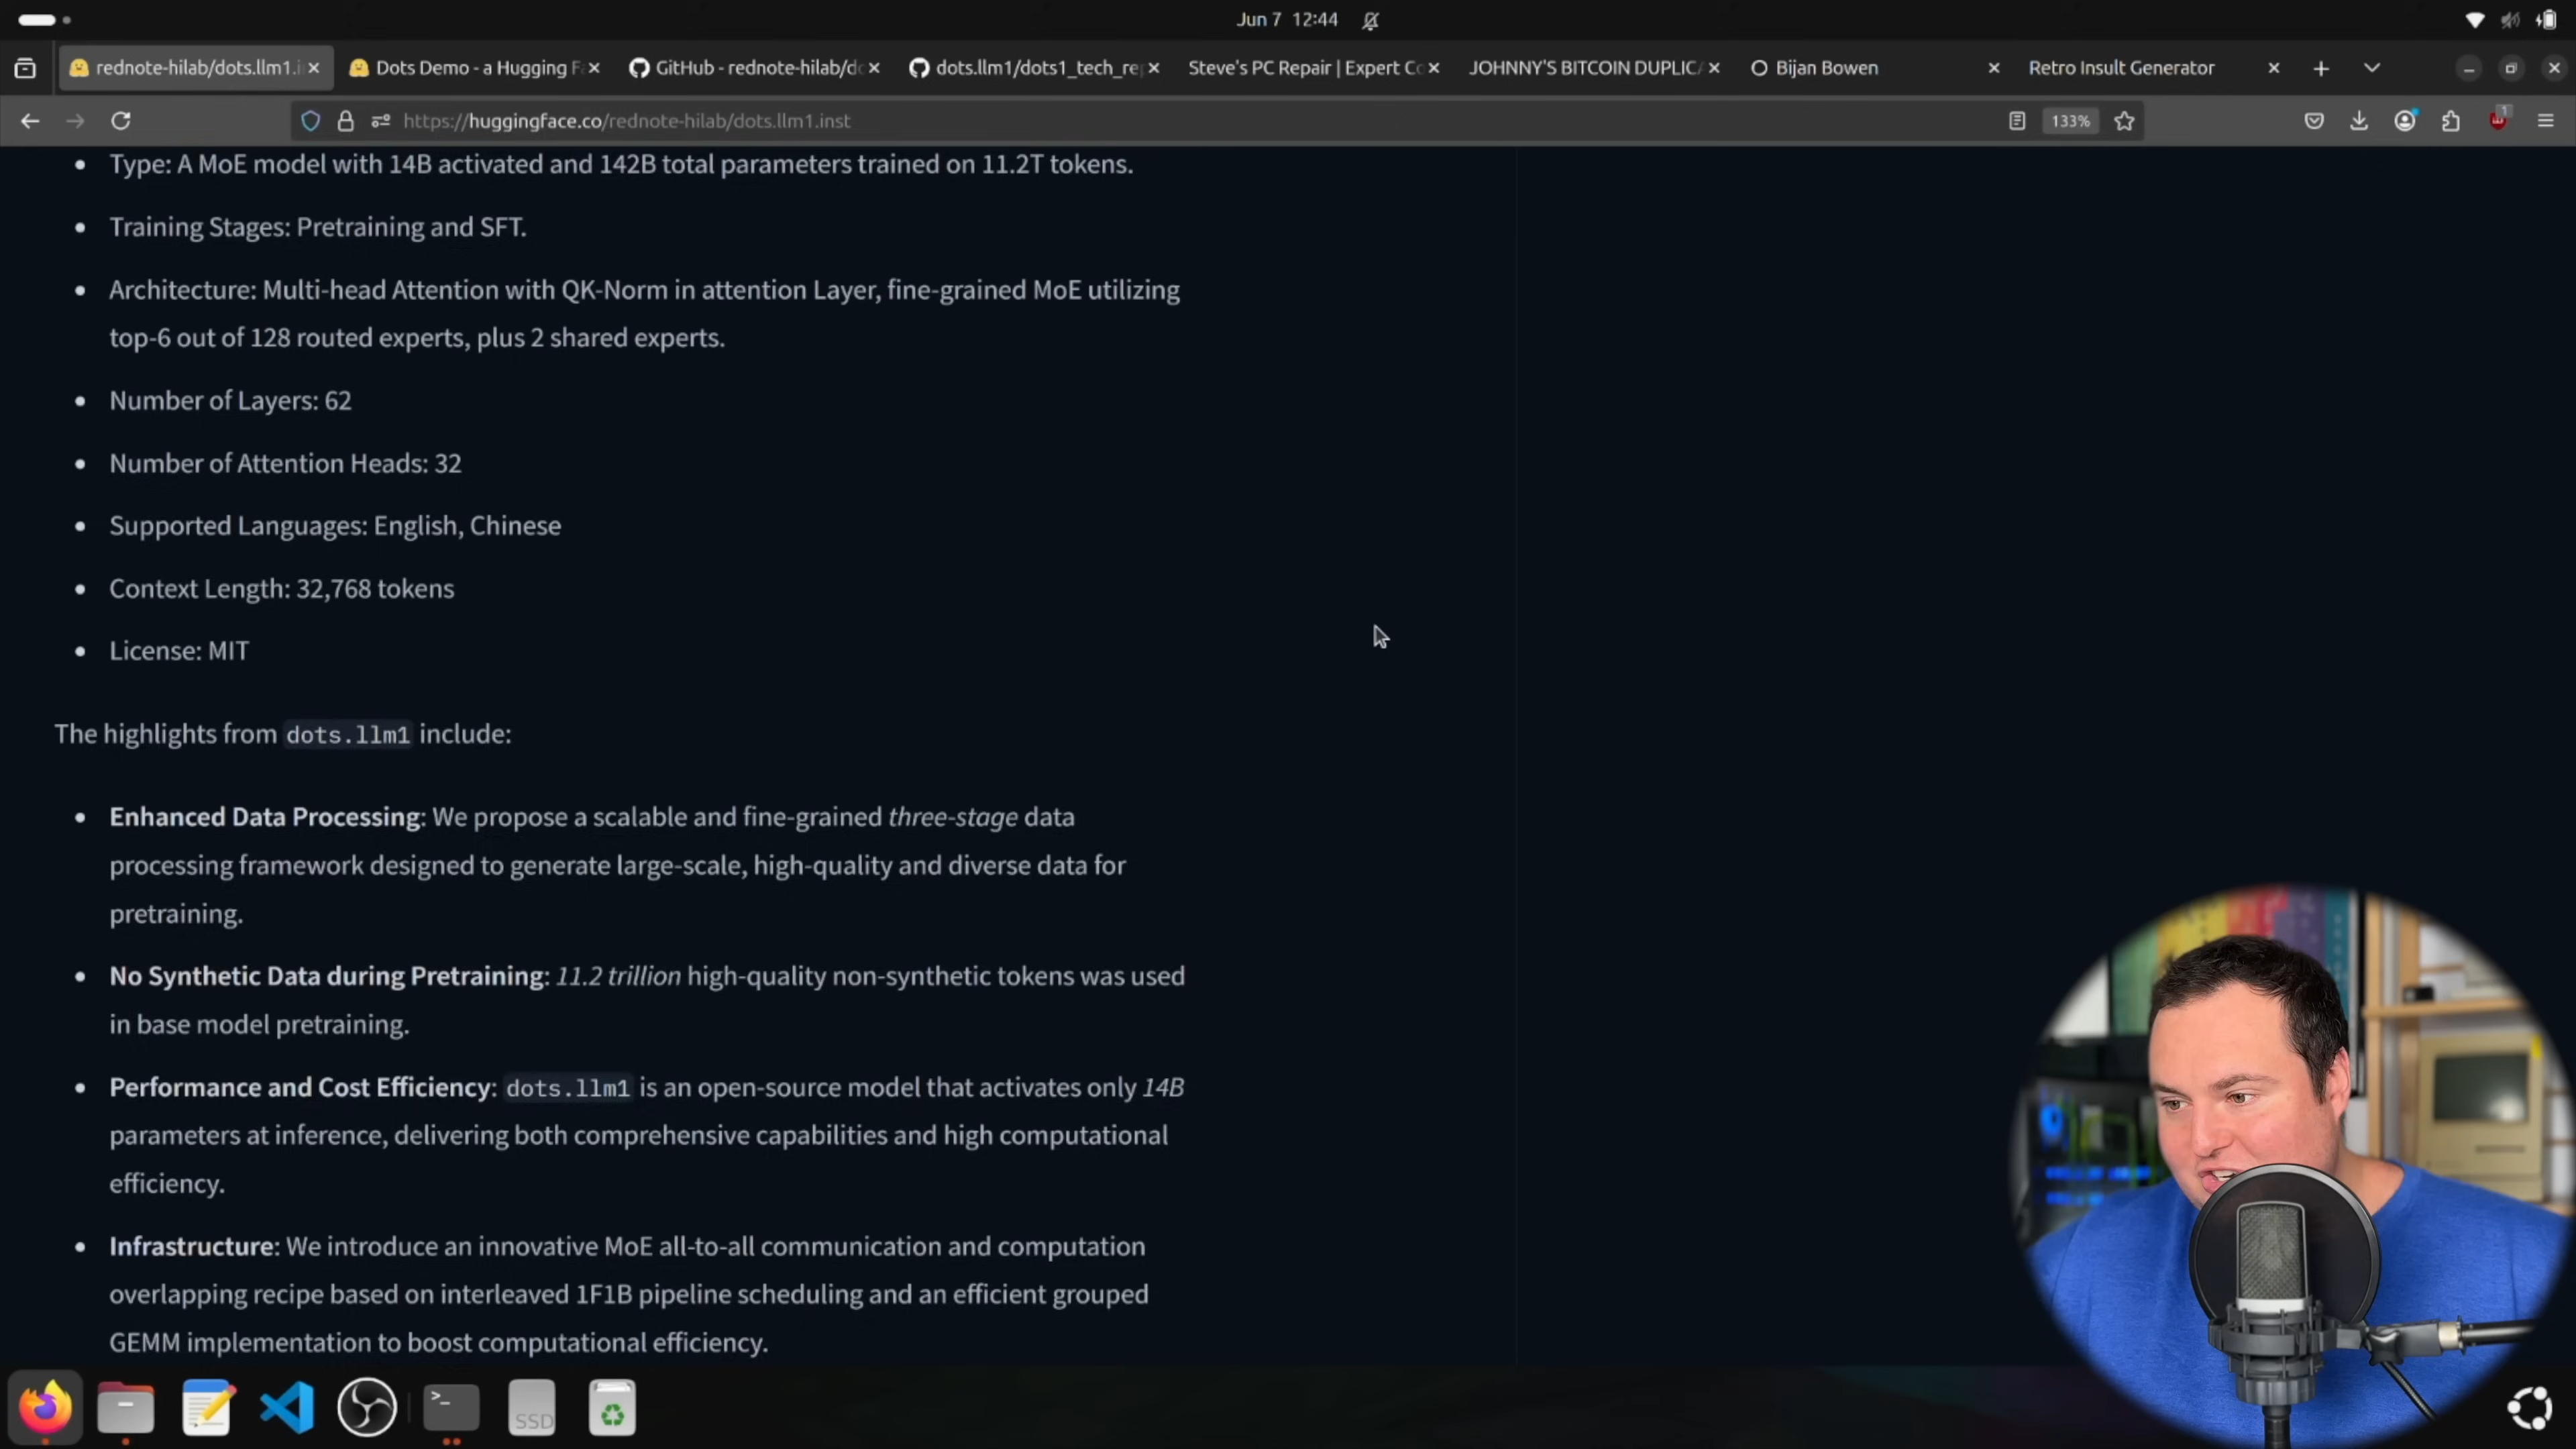 Jun 7 12:44
rednote-hilab/dots.llm1.i
Dots Demo - a Hugging F
GitHub - rednote-hilab/do
dots.llm1/dots1_tech_rep
Steve's PC Repair | Expert Co
JOHNNY'S BITCOIN DUPLICA
Bijan Bowen
Retro Insult Generator
https://huggingface.co/rednote-hilab/dots.llm1.inst
133%
1
• Type: A MoE model with 14B activated and 142B total parameters trained on 11.2T tokens.
• Training Stages: Pretraining and SFT.
• Architecture: Multi-head Attention with QK-Norm in attention Layer, fine-grained MoE utilizing
top-6 out of 128 routed experts, plus 2 shared experts.
• Number of Layers: 62
• Number of Attention Heads: 32
• Supported Languages: English, Chinese
• Context Length: 32,768 tokens
• License: MIT
The highlights from dots.llm1 include:
• Enhanced Data Processing: We propose a scalable and fine-grained three-stage data
processing framework designed to generate large-scale, high-quality and diverse data for
pretraining.
• No Synthetic Data during Pretraining: 11.2 trillion high-quality non-synthetic tokens was used
in base model pretraining.
• Performance and Cost Efficiency: dots.llm1 is an open-source model that activates only 14B
parameters at inference, delivering both comprehensive capabilities and high computational
efficiency.
• Infrastructure: We introduce an innovative MoE all-to-all communication and computation
overlapping recipe based on interleaved 1F1B pipeline scheduling and an efficient grouped
GEMM implementation to boost computational efficiency.
SSD